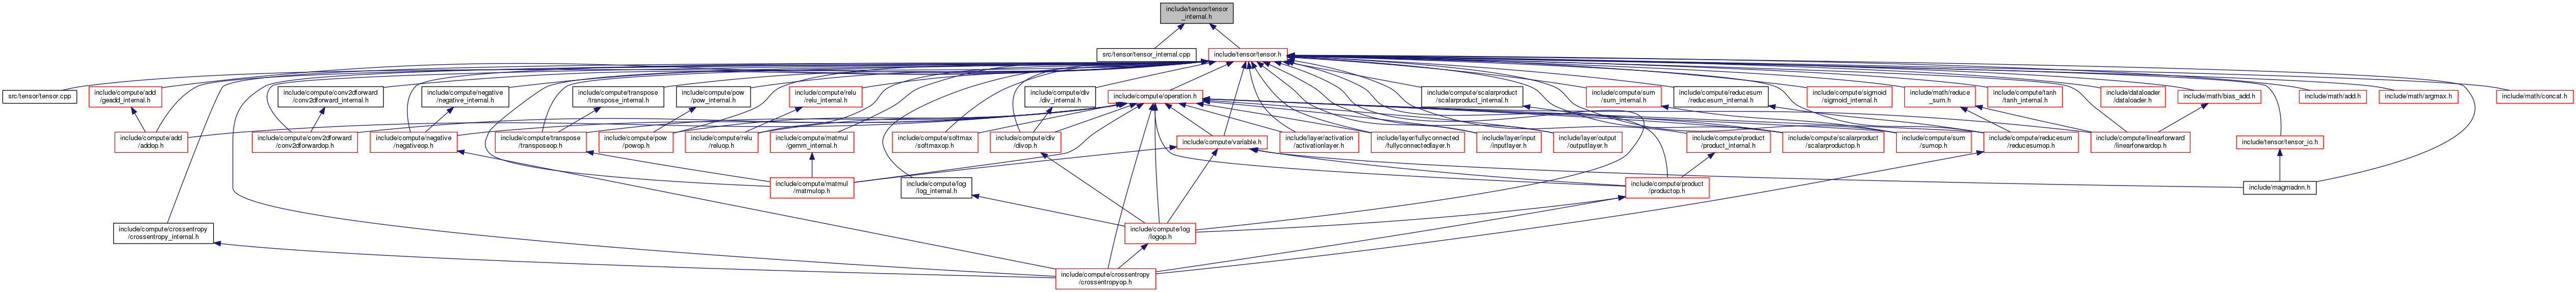 include/tensor/tensor
_internal.h
src/tensor/tensor_internal.cpp
include/tensor/tensor.h
src/tensor/tensor.cpp
include/compute/add
/geadd_internal.h
include/compute/conv2dforward
/conv2dforward_internal.h
include/compute/negative
/negative_internal.h
include/compute/transpose
/transpose_internal.h
include/compute/pow
/pow_internal.h
include/compute/relu
/relu_internal.h
include/compute/div
/div_internal.h
include/compute/operation.h
include/compute/scalarproduct
/scalarproduct_internal.h
include/compute/sum
/sum_internal.h
include/compute/reducesum
/reducesum_internal.h
include/compute/sigmoid
/sigmoid_internal.h
include/math/reduce
_sum.h
include/compute/tanh
/tanh_internal.h
include/dataloader
/dataloader.h
include/math/bias_add.h
include/math/add.h
include/math/argmax.h
include/math/concat.h
include/compute/add
/addop.h
include/compute/conv2dforward
/conv2dforwardop.h
include/compute/negative
/negativeop.h
include/compute/transpose
/transposeop.h
include/compute/pow
/powop.h
include/compute/relu
/reluop.h
include/compute/matmul
/gemm_internal.h
include/compute/softmax
/softmaxop.h
include/compute/div
/divop.h
include/compute/variable.h
include/layer/activation
/activationlayer.h
include/layer/fullyconnected
/fullyconnectedlayer.h
include/layer/input
/inputlayer.h
include/layer/output
/outputlayer.h
include/compute/product
/product_internal.h
include/compute/scalarproduct
/scalarproductop.h
include/compute/sum
/sumop.h
include/compute/reducesum
/reducesumop.h
include/compute/linearforward
/linearforwardop.h
include/tensor/tensor_io.h
include/compute/matmul
/matmulop.h
include/compute/log
/log_internal.h
include/compute/product
/productop.h
include/magmadnn.h
include/compute/crossentropy
/crossentropy_internal.h
include/compute/log
/logop.h
include/compute/crossentropy
/crossentropyop.h